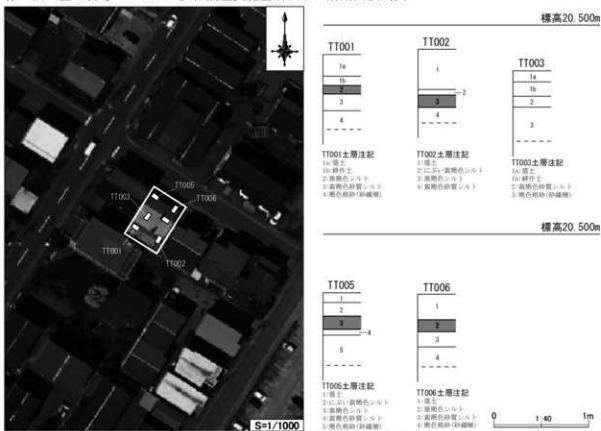 標高20.500m
TT001
1a
1b
2
3
4
TT001土層注記
1a:盛土
1b:耕作土
2:黒褐色シルト
3:黄褐色砂質シルト
4:褐色粗砂(砂礫層)
TT002
1
2
3
4
TT002土層注記
1:盛土
2:にぶい黄褐色シルト
3:黒褐色シルト
4:黄褐色砂質シルト
TT003
1a
1b
2
3
TT003土層注記
1a:盛土
1b:耕作土
2:黄褐色砂質シルト
3:褐色粗砂(砂礫層)
標高20.500m
TT005
1
2
3
4
5
TT005土層注記
1:盛土
2:にぶい黄褐色シルト
3:黒褐色シルト
4:黄褐色砂質シルト
5:褐色粗砂(砂礫層)
TT006
1
2
3
4
TT006土層注記
1:盛土
2:黒褐色シルト
3:黄褐色砂質シルト
4:褐色粗砂(砂礫層)
0 1:40 1m
TT005
TT003
TT006
TT001
TT002
S=1/1000